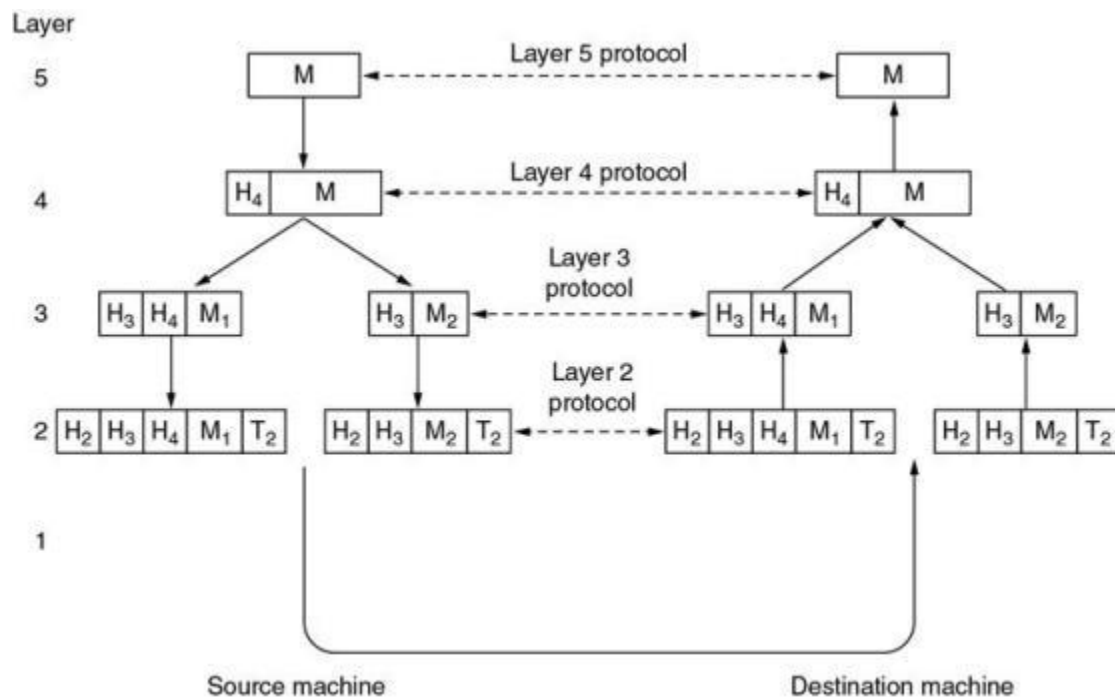 Layer
5 M Layer 5 protocol M
4 H₄ M Layer 4 protocol H₄ M
Layer 3
protocol
3 H₃ H₄ M₁ H₃ M₂ H₃ H₄ M₁ H₃ M₂
Layer 2
protocol
2 H₂ H₃ H₄ M₁ T₂ H₂ H₃ M₂ T₂ H₂ H₃ H₄ M₁ T₂ H₂ H₃ M₂ T₂
1
Source machine Destination machine